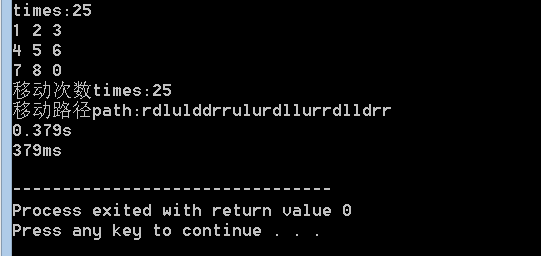 times:25
1 2 3
4 5 6
7 8 0
移动次数times:25
移动路径path:rdlulddrrulurdllurrdlldrr
0.379s
379ms
--------------------------------
Process exited with return value 0
Press any key to continue . . .